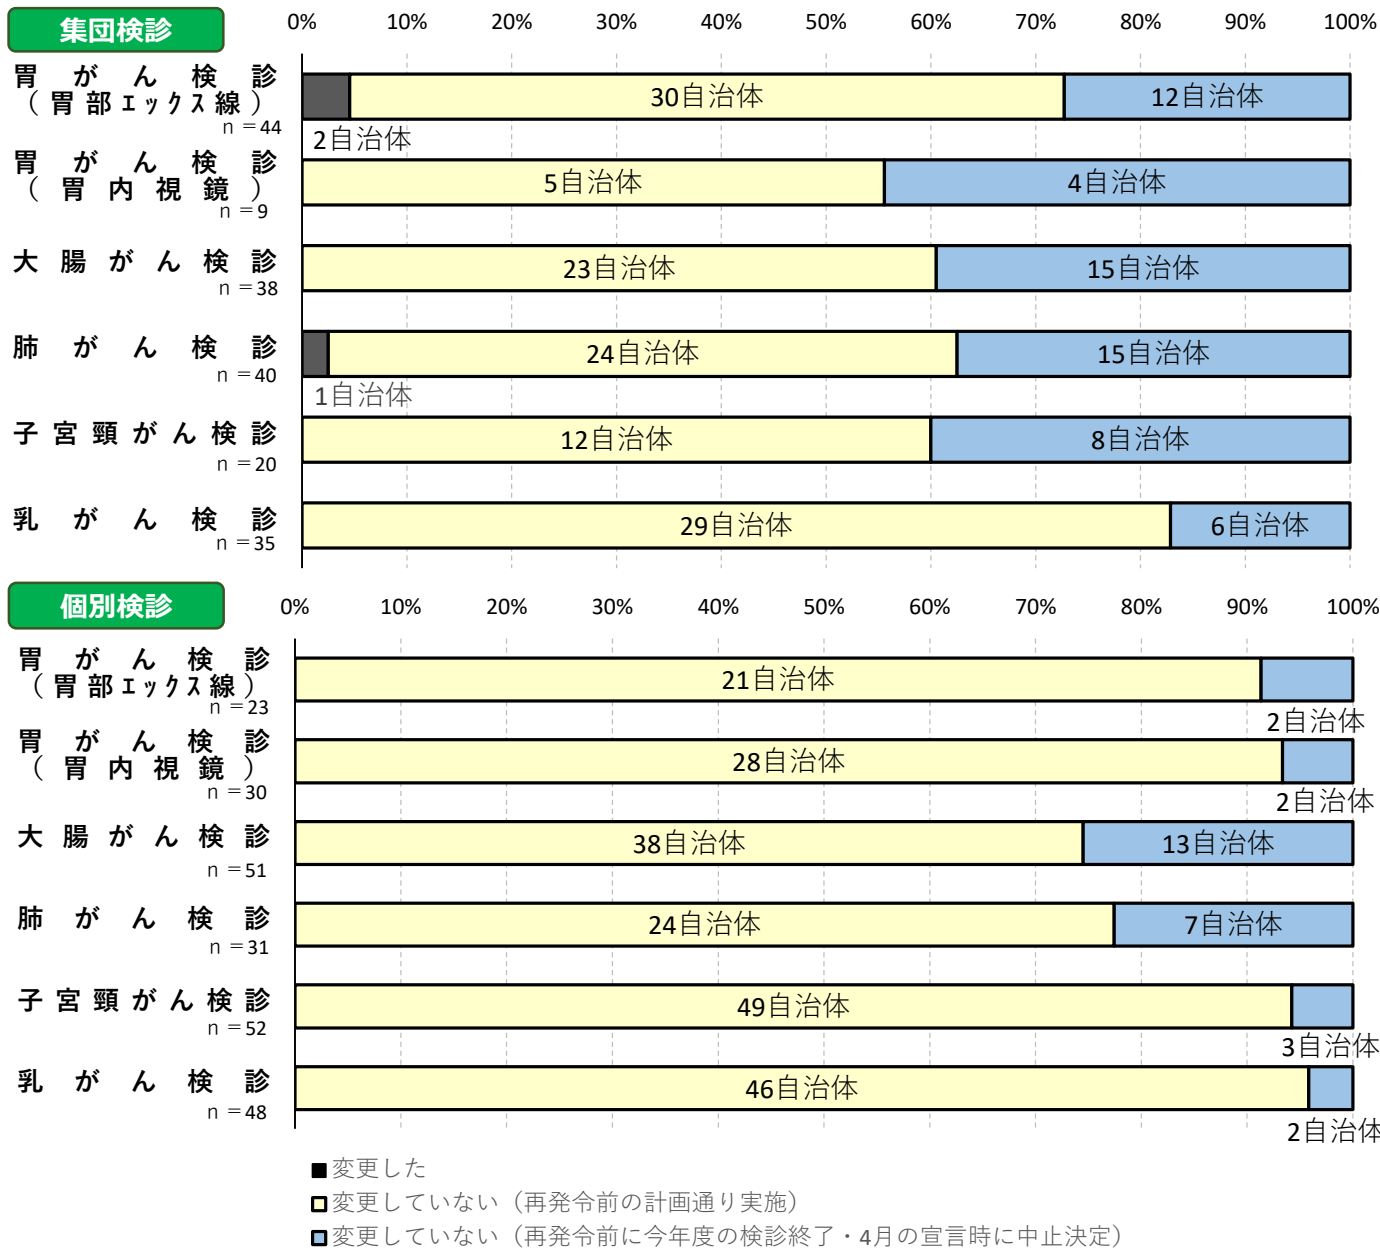 集団検診
0% 10% 20% 30% 40% 50% 60% 70% 80% 90% 100%
胃がん検診
（胃部エックス線）
n＝44
30自治体 12自治体
2自治体
胃がん検診
（胃内視鏡）
n＝9
5自治体 4自治体
大腸がん検診
n＝38
23自治体 15自治体
肺がん検診
n＝40
24自治体 15自治体
1自治体
子宮頸がん検診
n＝20
12自治体 8自治体
乳がん検診
n＝35
29自治体 6自治体
個別検診
0% 10% 20% 30% 40% 50% 60% 70% 80% 90% 100%
胃がん検診
（胃部エックス線）
n＝23
21自治体
2自治体
胃がん検診
（胃内視鏡）
n＝30
28自治体
2自治体
大腸がん検診
n＝51
38自治体 13自治体
肺がん検診
n＝31
24自治体 7自治体
子宮頸がん検診
n＝52
49自治体
3自治体
乳がん検診
n＝48
46自治体
2自治体
変更した
変更していない（再発令前の計画通り実施）
変更していない（再発令前に今年度の検診終了・4月の宣言時に中止決定）